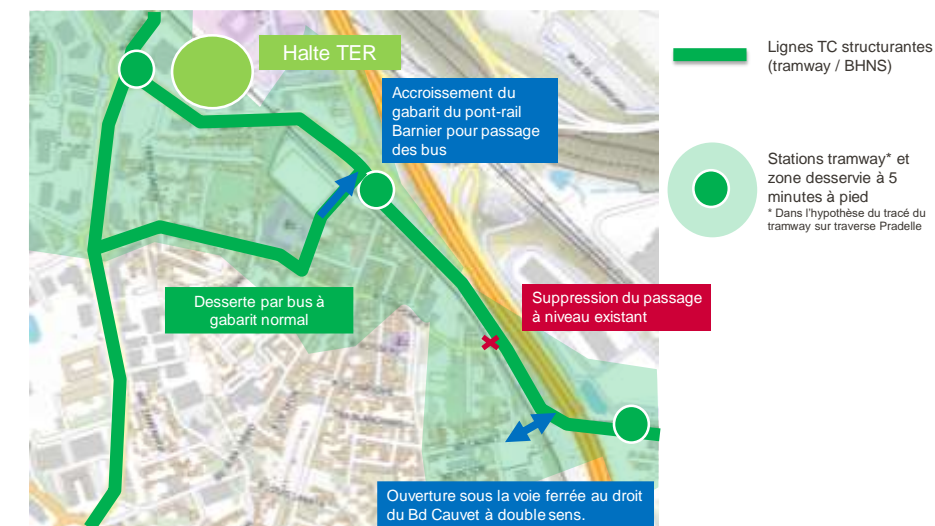 Halte TER
Accroissement du
gabarit du pont-rail
Barnier pour passage
des bus
Desserte par bus à
gabarit normal
Suppression du passage
à niveau existant
Ouverture sous la voie ferrée au droit
du Bd Cauvet à double sens.
Lignes TC structurantes
(tramway / BHNS)
Stations tramway* et
zone desservie à 5
minutes à pied
* Dans l'hypothèse du tracé du
tramway sur traverse Pradelle